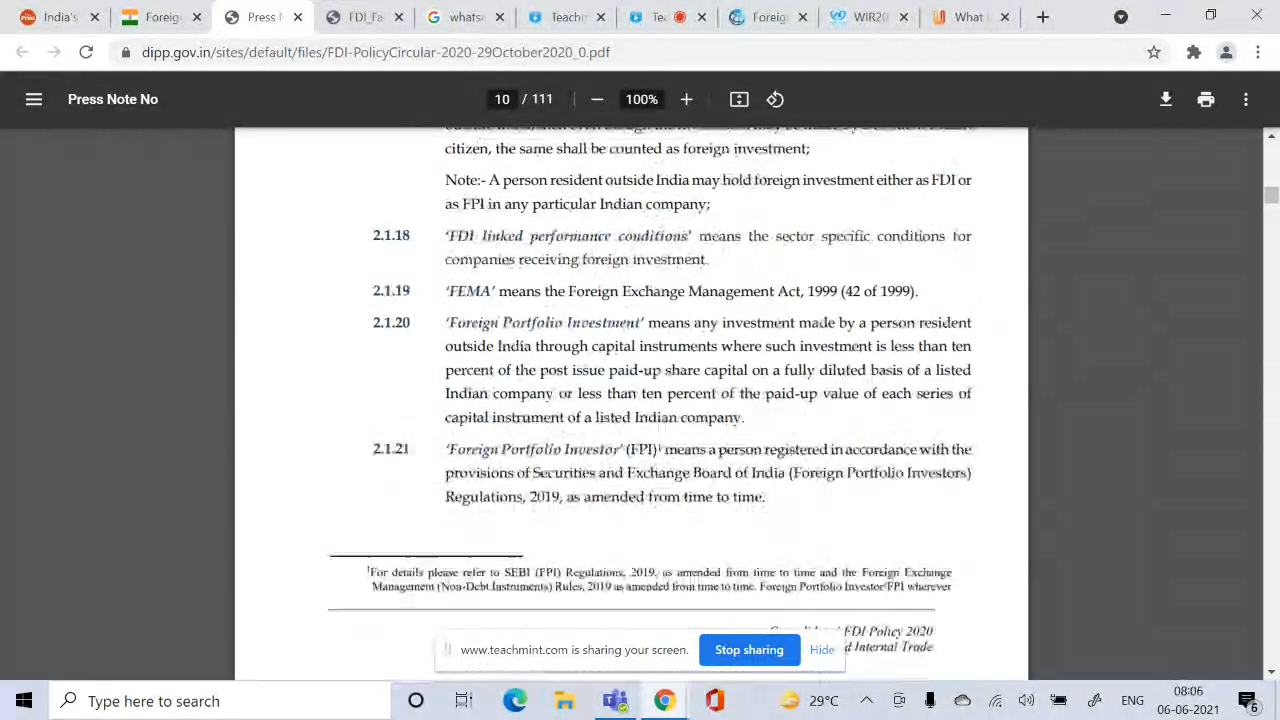 India's
Foreig
Press N
FDI_Fa
whats
Teachin
Tea
Foreig
WIR20
What I
dipp.gov.in/sites/default/files/FDI-PolicyCircular-2020-29October2020_0.pdf
Press Note No
10 / 111
100%
citizen, the same shall be counted as foreign investment;
Note:- A person resident outside India may hold foreign investment either as FDI or
as FPI in any particular Indian company;
2.1.18 'FDI linked performance conditions' means the sector specific conditions for
companies receiving foreign investment.
2.1.19 'FEMA' means the Foreign Exchange Management Act, 1999 (42 of 1999).
2.1.20 'Foreign Portfolio Investment' means any investment made by a person resident
outside India through capital instruments where such investment is less than ten
percent of the post issue paid-up share capital on a fully diluted basis of a listed
Indian company or less than ten percent of the paid-up value of each series of
capital instrument of a listed Indian company.
2.1.21 'Foreign Portfolio Investor' (FPI)¹ means a person registered in accordance with the
provisions of Securities and Exchange Board of India (Foreign Portfolio Investors)
Regulations, 2019, as amended from time to time.
¹For details please refer to SEBI (FPI) Regulations, 2019, as amended from time to time and the Foreign Exchange
Management (Non-Debt Instruments) Rules, 2019 as amended from time to time. Foreign Portfolio Investor/FPI wherever
FDI Policy 2020
d Internal Trade
www.teachmint.com is sharing your screen.
Stop sharing
Hide
Type here to search
29°C
ENG
08:06
06-06-2021
6